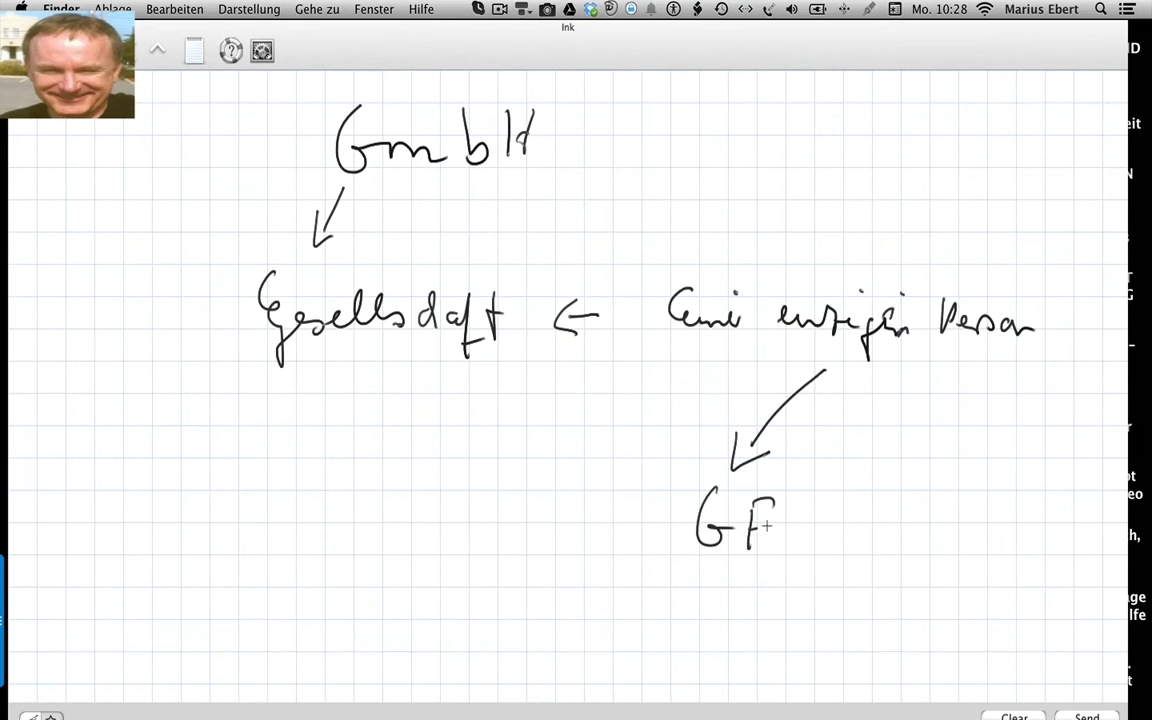 Finder Ablage Bearbeiten Darstellung Gehe zu Fenster Hilfe Mo. 10:28 Marius Ebert
Ink
GmbH
Gesellschaft ← Eine einzige Person
GF
Clear Send